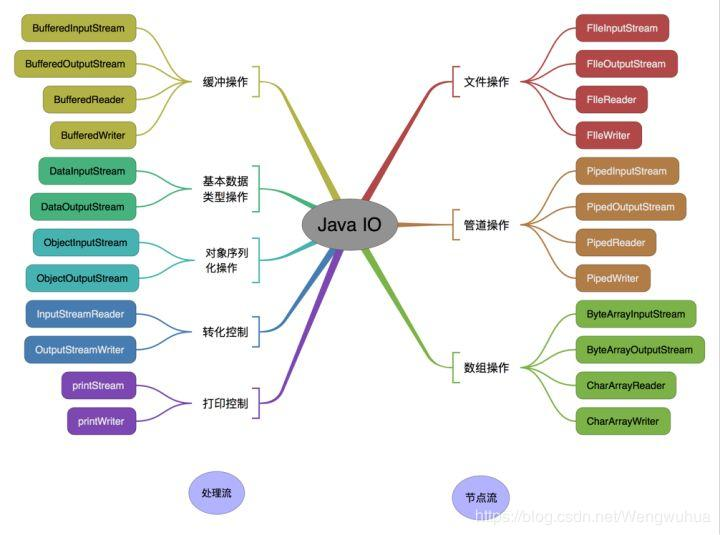 BufferedInputStream
BufferedOutputStream
BufferedReader
BufferedWriter
缓冲操作
DataInputStream
DataOutputStream
基本数据
类型操作
ObjectInputStream
ObjectOutputStream
对象序列
化操作
InputStreamReader
OutputStreamWriter
转化控制
printStream
printWriter
打印控制
处理流
Java IO
文件操作
FIleInputStream
FIleOutputStream
FIleReader
FIleWriter
管道操作
PipedInputStream
PipedOutputStream
PipedReader
PipedWriter
数组操作
ByteArrayInputStream
ByteArrayOutputStream
CharArrayReader
CharArrayWriter
节点流
https://blog.csdn.net/Wengwuhua